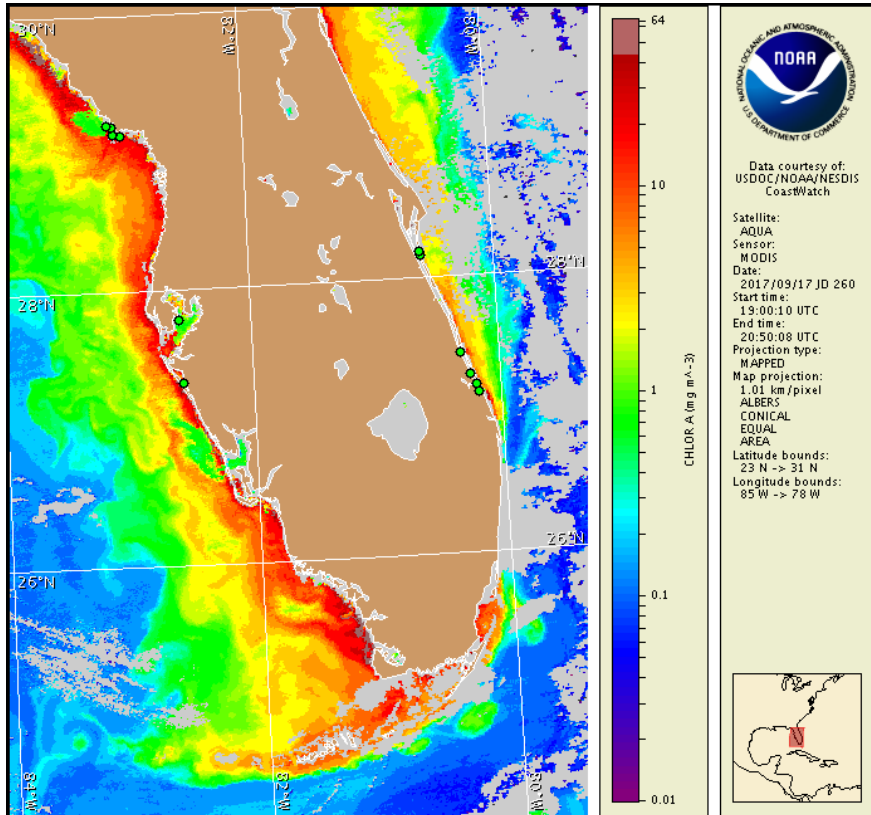 30°N
82°W
80°W
28°N
28°N
26°N
26°N
84°W
82°W
80°W
64
10
1
0.1
0.01
CHLOR A (mg m^-3)
NATIONAL OCEANIC AND ATMOSPHERIC ADMINISTRATION
NOAA
U.S. DEPARTMENT OF COMMERCE
Data courtesy of:
USDOC/NOAA/NESDIS
CoastWatch
Satellite:
AQUA
Sensor:
MODIS
Date:
2017/09/17 JD 260
Start time:
19:00:10 UTC
End time:
20:50:08 UTC
Projection type:
MAPPED
Map projection:
1.01 km/pixel
ALBERS
CONICAL
EQUAL
AREA
Latitude bounds:
23 N -> 31 N
Longitude bounds:
85 W -> 78 W